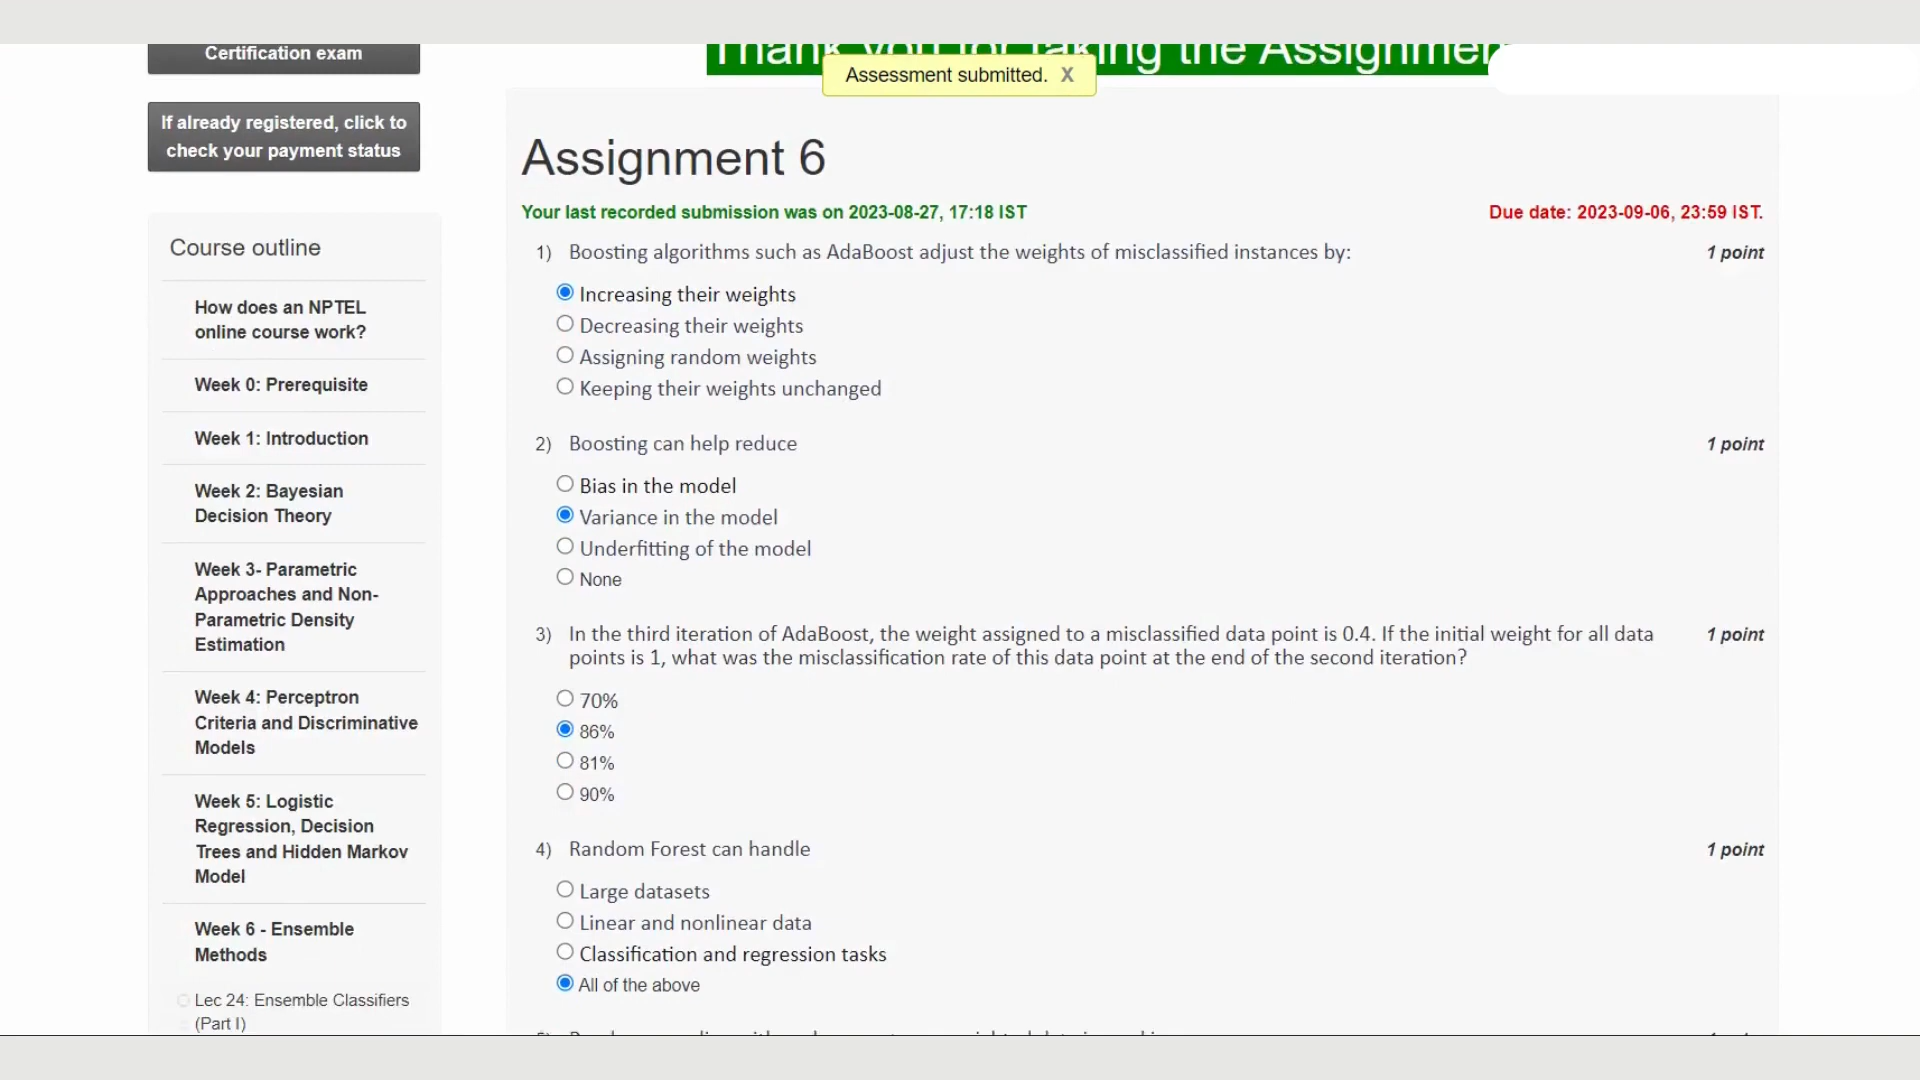 Certification exam
Thank you for taking the Assignment
Assessment submitted. X
If already registered, click to
check your payment status
Assignment 6
Your last recorded submission was on 2023-08-27, 17:18 IST
Due date: 2023-09-06, 23:59 IST.
Course outline
How does an NPTEL
online course work?
Week 0: Prerequisite
Week 1: Introduction
Week 2: Bayesian
Decision Theory
Week 3- Parametric
Approaches and Non-
Parametric Density
Estimation
Week 4: Perceptron
Criteria and Discriminative
Models
Week 5: Logistic
Regression, Decision
Trees and Hidden Markov
Model
Week 6 - Ensemble
Methods
Lec 24: Ensemble Classifiers
(Part I)
1) Boosting algorithms such as AdaBoost adjust the weights of misclassified instances by: 1 point
Increasing their weights
Decreasing their weights
Assigning random weights
Keeping their weights unchanged
2) Boosting can help reduce 1 point
Bias in the model
Variance in the model
Underfitting of the model
None
3) In the third iteration of AdaBoost, the weight assigned to a misclassified data point is 0.4. If the initial weight for all data 1 point
points is 1, what was the misclassification rate of this data point at the end of the second iteration?
70%
86%
81%
90%
4) Random Forest can handle 1 point
Large datasets
Linear and nonlinear data
Classification and regression tasks
All of the above